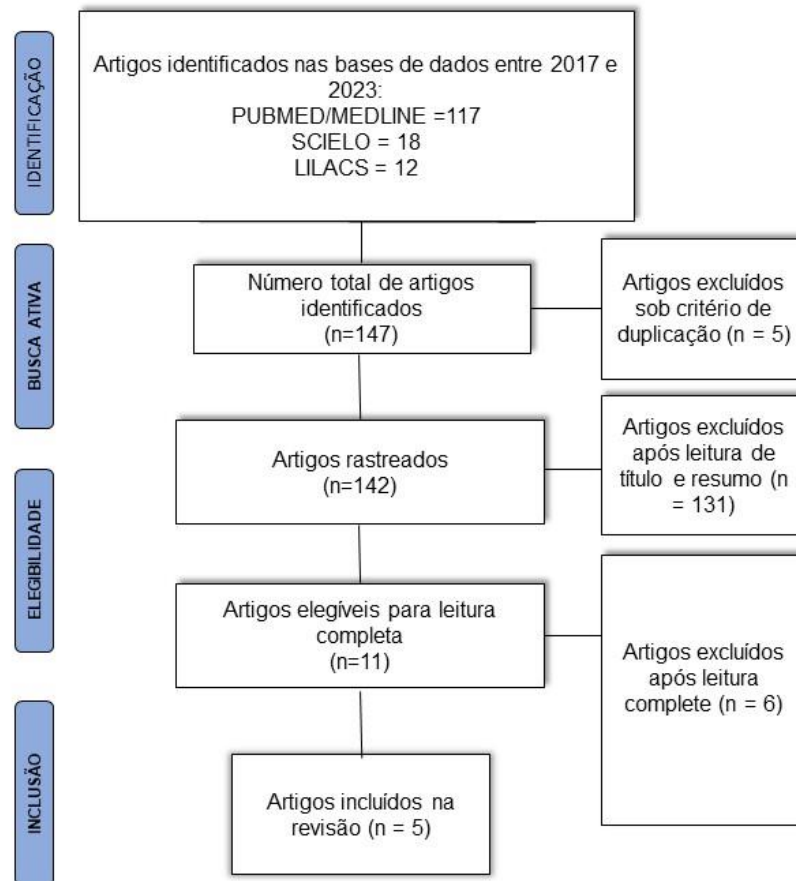 IDENTIFICAÇÃO
Artigos identificados nas bases de dados entre 2017 e
2023:
PUBMED/MEDLINE =117
SCIELO = 18
LILACS = 12
BUSCA ATIVA
Número total de artigos
identificados
(n=147)
Artigos excluídos
sob critério de
duplicação (n = 5)
Artigos rastreados
(n=142)
Artigos excluídos
após leitura de
título e resumo (n
= 131)
ELEGIBILIDADE
Artigos elegíveis para leitura
completa
(n=11)
Artigos excluídos
após leitura
complete (n = 6)
INCLUSÃO
Artigos incluídos na
revisão (n = 5)